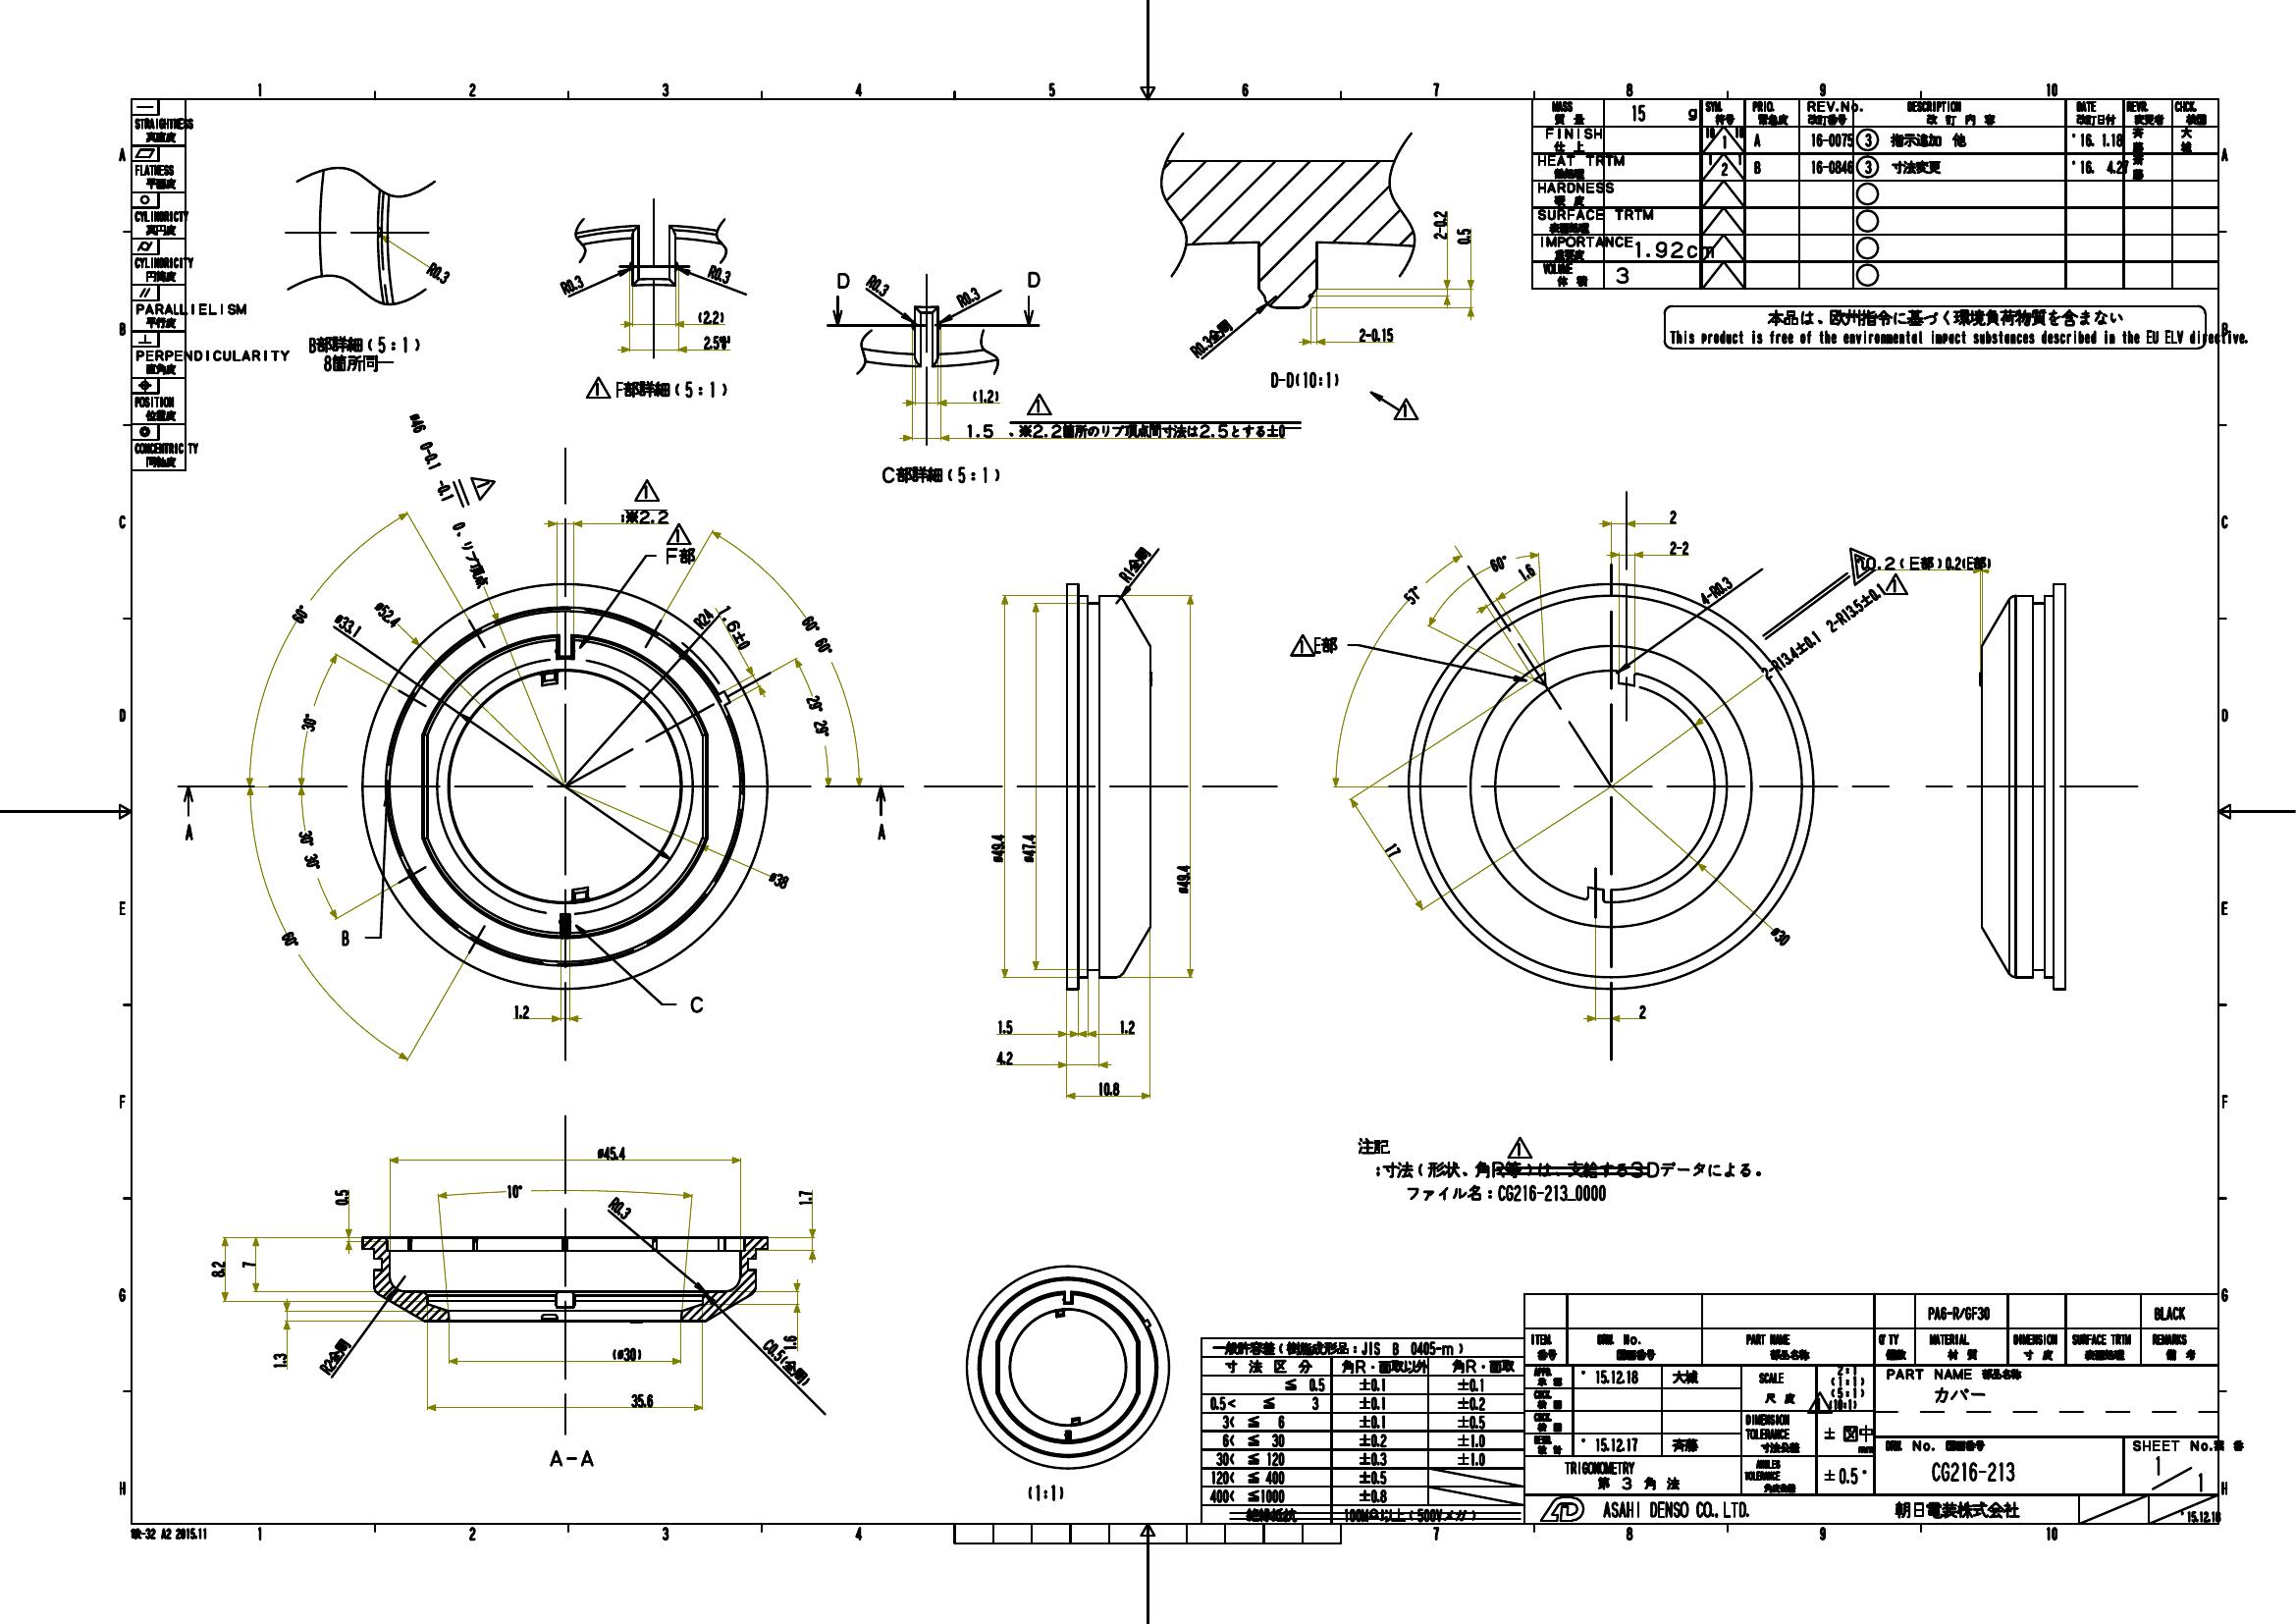 1 2 3 4 5 6 7 8 9 10
A
B
C
D
E
F
G
H
STRAIGHTNESS
真直度
FLATNESS
平面度
CYLINDRICTY
真円度
CYLINDRICITY
円筒度
PARALLIELISM
平行度
PERPENDICULARITY
直角度
POSITION
位置度
CONCENTRICTY
同軸度
R0.3
B部詳細(5:1)
8箇所同一
R0.3
R0.3
(2.2)
1 F部詳細(5:1)
D
D
R0.3
R0.3
(1.2)
1
1.5 、※2.2箇所のリブ頂点間寸法は2.5とする±0
C部詳細(5:1)
2-0.2
0.5
R0.3全周
2-0.15
D-D(10:1)
1
MASS
質量
15 g
SYM.
符号
PRIO.
緊急度
REV.No.
改訂番号
DESCRIPTION
改訂内容
DATE
改訂日付
REVR.
変更者
CHCK.
検図
FINISH
仕上
1 A 16-0075 3 指示追加 他 '16. 1.18 斉藤 大城
HEAT TRTM
熱処理
2 B 16-0846 3 寸法変更 '16. 4.27 齋藤
HARDNESS
硬度
SURFACE TRTM
表面処理
IMPORTANCE
重要度
1.92cm
VOLUME
体積
3
本品は、欧州指令に基づく環境負荷物質を含まない
This product is free of the environmental impact substances described in the EU ELV directive.
ø46 0-0.1 -0.1 0、リブ頂点
1
:※2.2
1
F部
60°
ø33.1
ø52.4
R24
1.6±0
60° 60°
30°
29° 29°
30° 30°
A
A
60°
ø38
B
C
1.2
R1全周
ø49.4
ø47.4
ø49.4
1.5
1.2
4.2
10.8
2
2-2
60°
1.6
57°
4-R0.3
1 E部
2-R13.4±0.1 2-R13.5±0.1 1
0.2(E部)0.2(E部)
17
ø30
2
ø45.4
10°
0.5
R0.3
1.7
8.2
7
1.6
1.3
R2全周
(ø30)
C0.5(全周)
35.6
A-A
(1:1)
注記
1
:寸法(形状、角R等)は、支給する3Dデータによる。
ファイル名:CG216-213_0000
一般許容差(樹脂成形品:JIS B 0405-m)
寸法区分 角R・面取以外 角R・面取
≦ 0.5 ±0.1 ±0.1
0.5< ≦ 3 ±0.1 ±0.2
3< ≦ 6 ±0.1 ±0.5
6< ≦ 30 ±0.2 ±1.0
30< ≦ 120 ±0.3 ±1.0
120< ≦ 400 ±0.5
400< ≦1000 ±0.8
絶縁抵抗 100MΩ以上(500Vメガ)
PA6-R/GF30 BLACK
ITEM.
番号
DRW. No.
図面番号
PART NAME
部品名称
Q'TY
個数
MATERIAL
材質
DIMENSION
寸度
SURFACE TRTM
表面処理
REMARKS
備考
APPD.
承認
' 15.12.18 大城
SCALE
尺度
2:1
(1:1)
(5:1)
1 (10:1)
PART NAME 部品名称
カバー
CHCK.
検図
CHCK.
検図
DIMENSION
TOLERANCE
寸法公差
± 図中
mm
設計
' 15.12.17 斉藤
TRIGONOMETRY
第3角法
ANGLES
TOLERANCE
角度公差
±0.5°
DRW. No. 図面番号
CG216-213
SHEET No.
1
1
ASAHI DENSO CO., LTD. 朝日電装株式会社
' 15.12.18
A2 2015.11
1 2 3 4 7 8 9 10